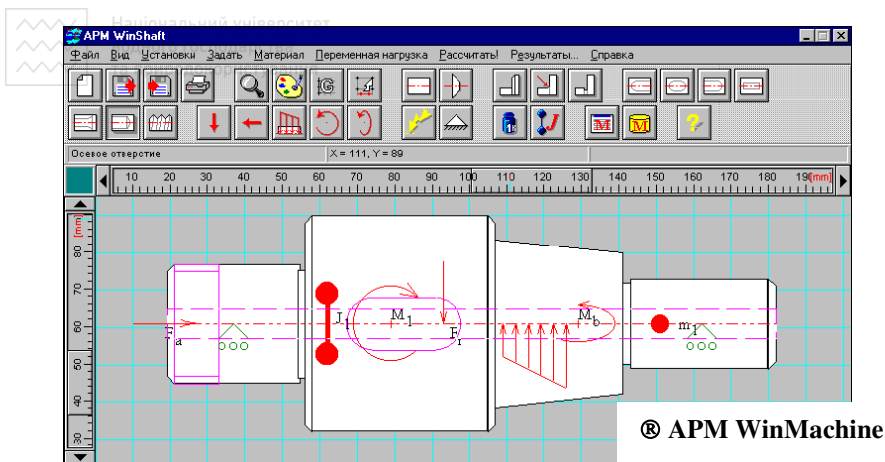 Національний університет
APM WinShaft
Файл Вид Установки Задать Материал Переменная нагрузка Рассчитать! Результаты... Справка
Осевое отверстие X = 111, Y = 89
10 20 30 40 50 60 70 80 90 100 110 120 130 140 150 160 170 180 190 [mm]
[mm]
80
70
60
50
40
30
Fa J1 M1 Fr Mb m1
® APM WinMachine